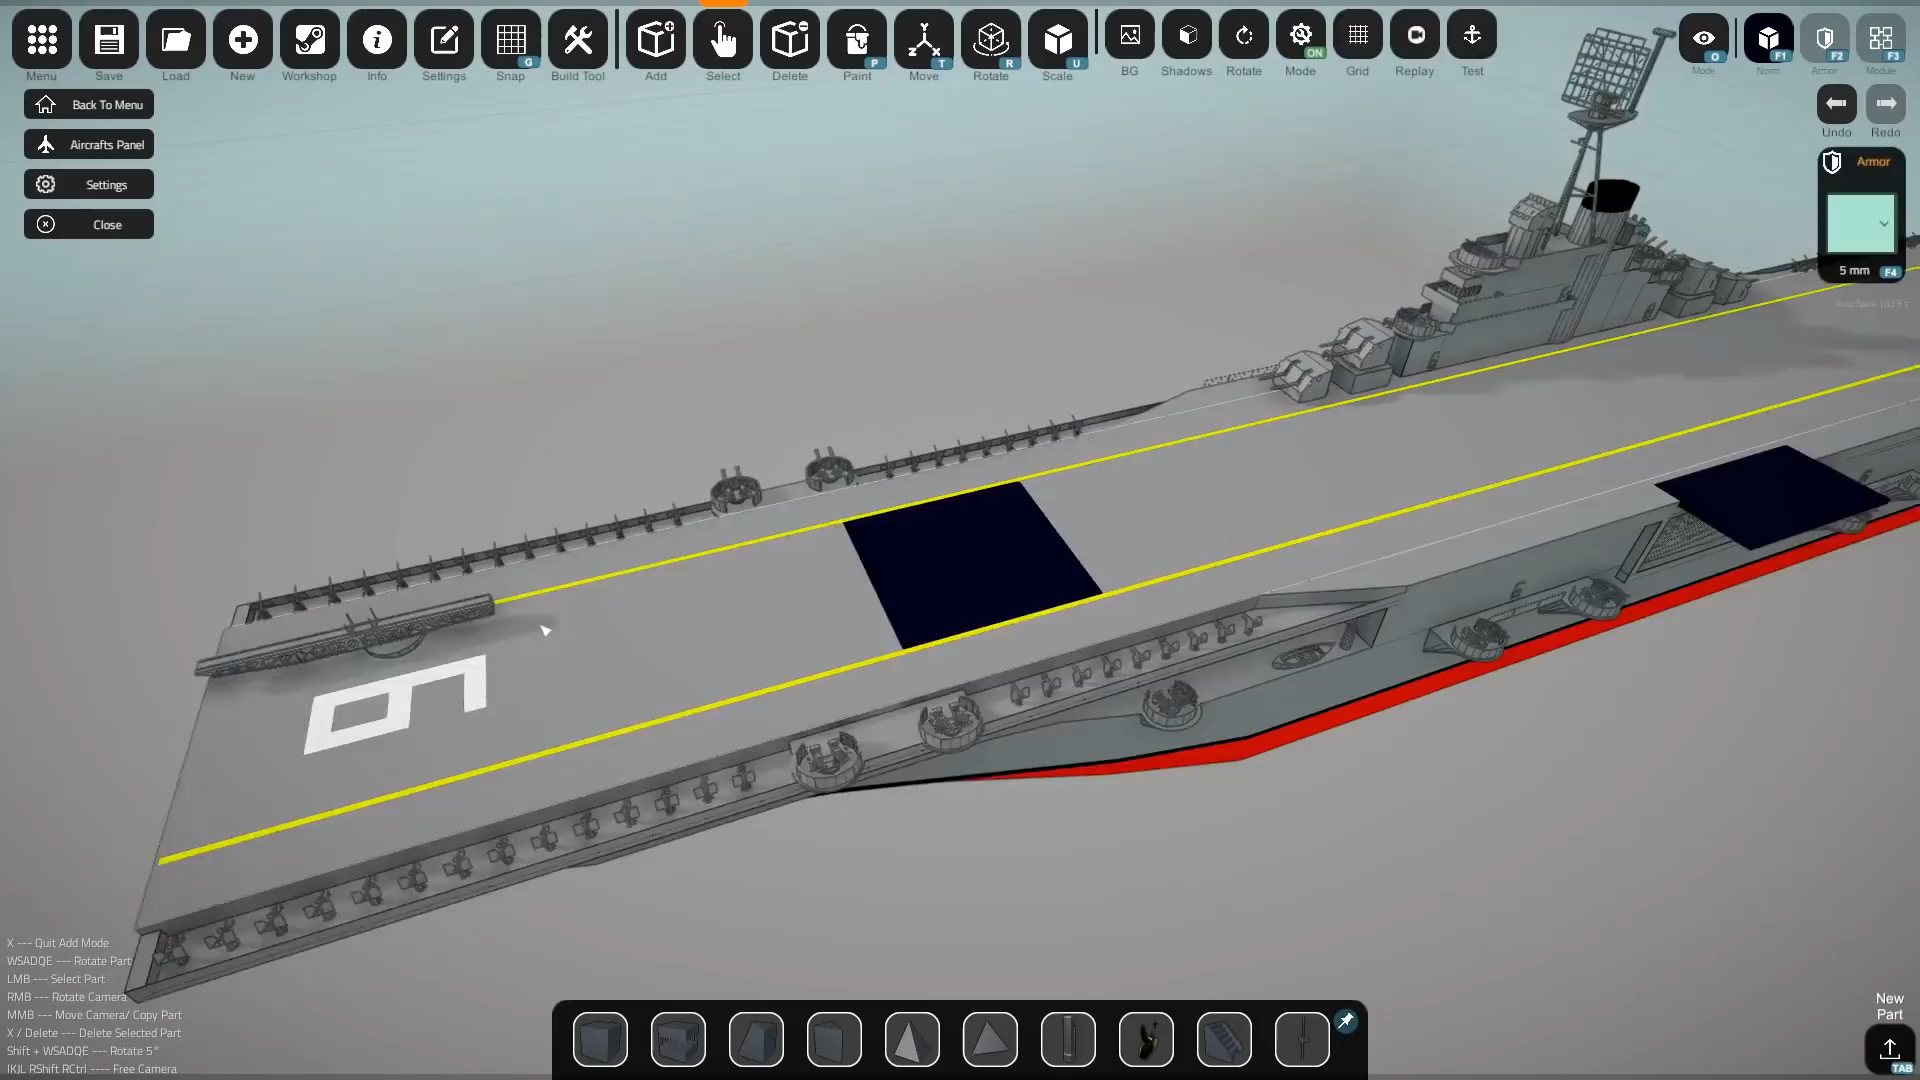 Menu
Save
Load
New
Workshop
Info
Settings
Snap
G
Build Tool
Add
Select
Delete
Paint
P
Move
T
Rotate
R
Scale
U
BG
Shadows
Rotate
Mode
ON
Grid
Replay
Test
Mode
O
Norm
F1
Armor
F2
Module
F3
Back To Menu
Aircrafts Panel
Settings
Close
Undo
Redo
Armor
5 mm
F4
AutoSave 1023 s
6
9
X --- Quit Add Mode
WSADQE --- Rotate Part
LMB --- Select Part
RMB --- Rotate Camera
MMB --- Move Camera/ Copy Part
X / Delete --- Delete Selected Part
Shift + WSADQE --- Rotate 5°
IKJL RShift RCtrl ---- Free Camera
New
Part
TAB